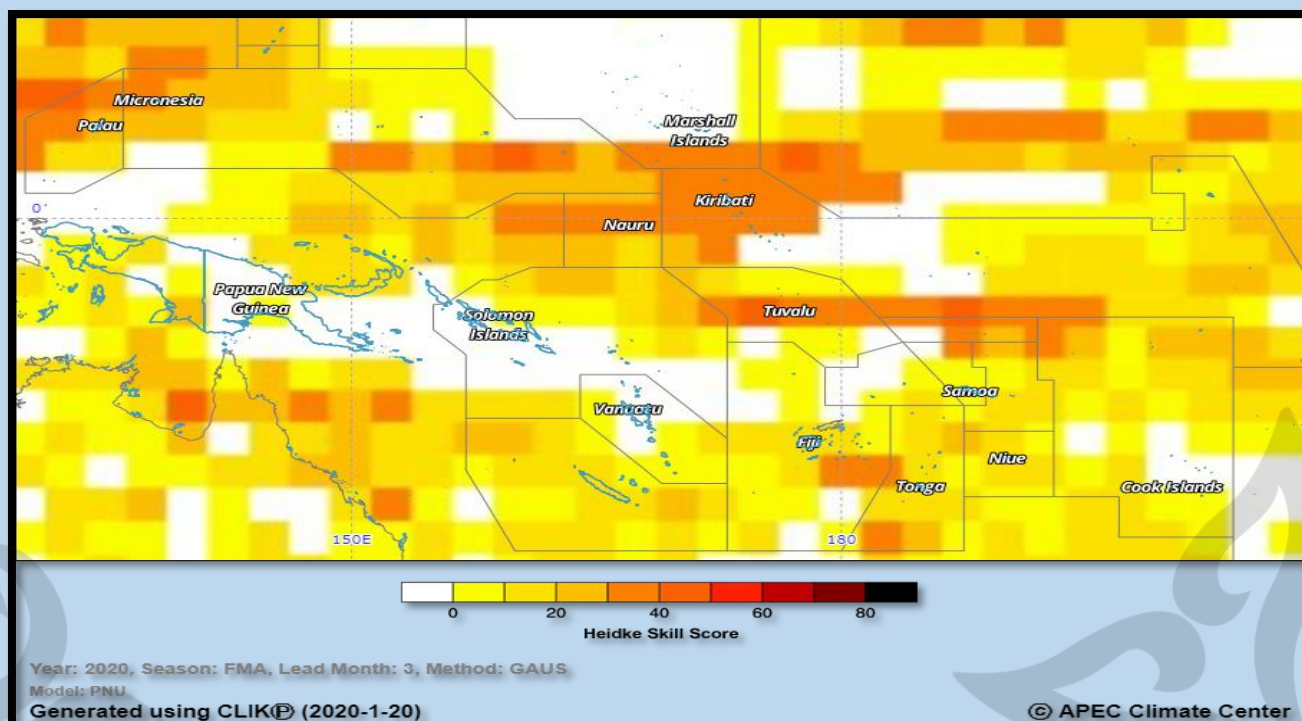 Micronesia
Palau
Marshall
Islands
Kiribati
0°
Nauru
Papua New
Guinea
Solomon
Islands
Tuvalu
Samoa
Vanuatu
Fiji
Niue
Tonga
Cook Islands
150E
180
0
20
40
60
80
Heidke Skill Score
Year: 2020, Season: FMA, Lead Month: 3, Method: GAUS
Model: PNU
Generated using CLIKⓅ (2020-1-20)
© APEC Climate Center